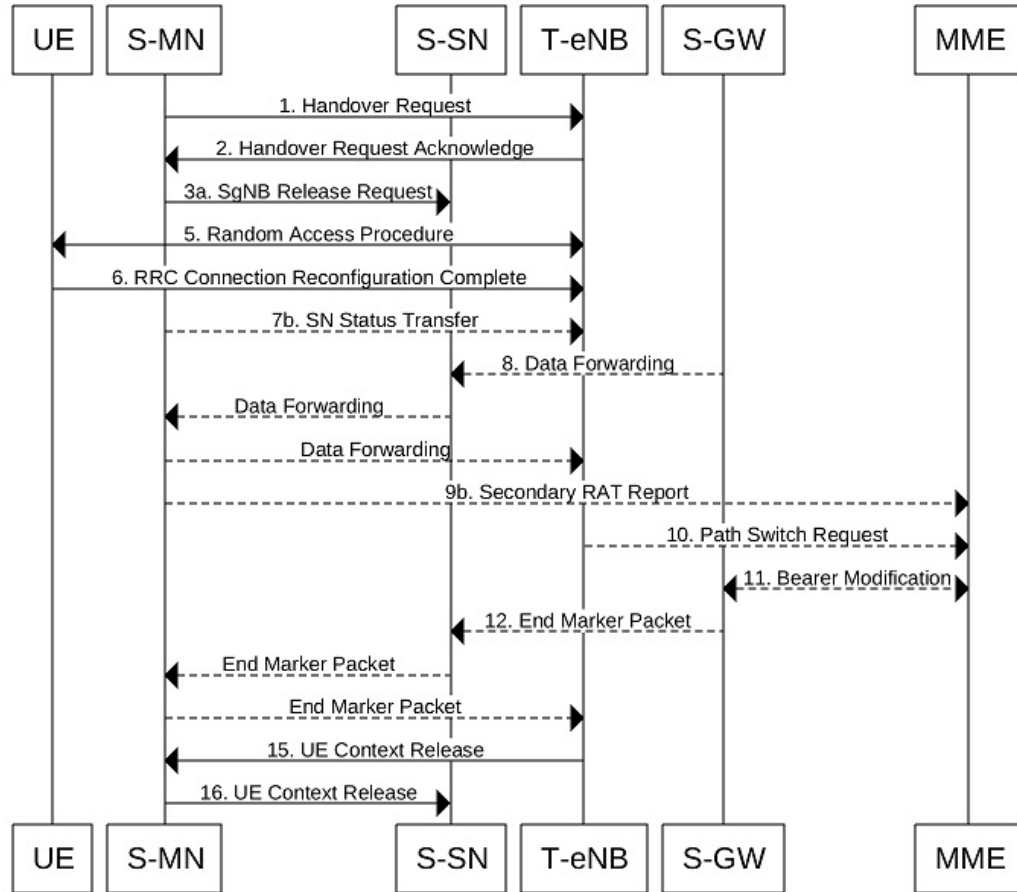 UE S-MN S-SN T-eNB S-GW MME
1. Handover Request
2. Handover Request Acknowledge
3a. SgNB Release Request
5. Random Access Procedure
6. RRC Connection Reconfiguration Complete
7b. SN Status Transfer
8. Data Forwarding
Data Forwarding
Data Forwarding
9b. Secondary RAT Report
10. Path Switch Request
11. Bearer Modification
12. End Marker Packet
End Marker Packet
End Marker Packet
15. UE Context Release
16. UE Context Release
UE S-MN S-SN T-eNB S-GW MME